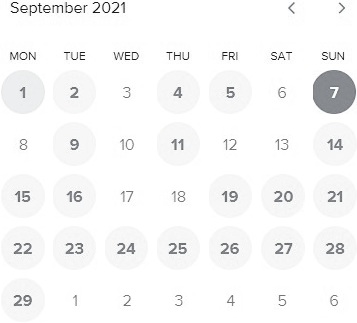 September 2021 < >
MON TUE WED THU FRI SAT SUN
1 2 3 4 5 6 7
8 9 10 11 12 13 14
15 16 17 18 19 20 21
22 23 24 25 26 27 28
29 1 2 3 4 5 6